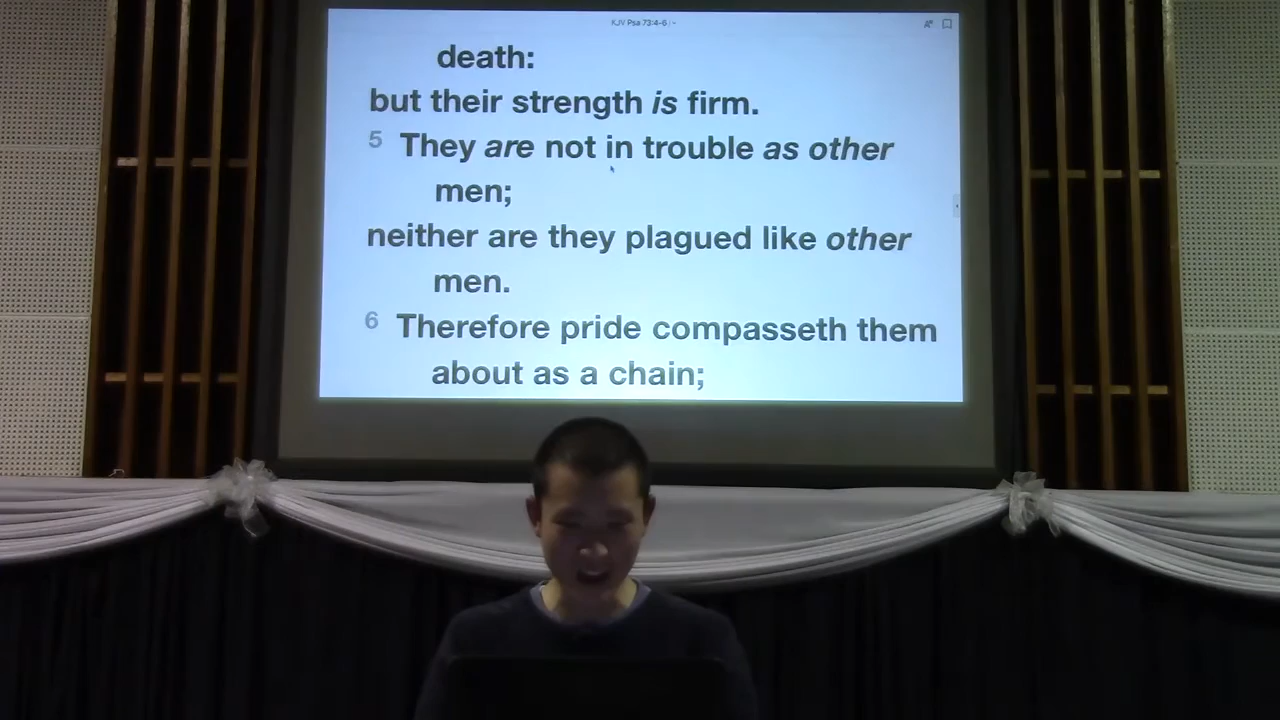 KJV Psa 73:4-6
death:
but their strength is firm.
5 They are not in trouble as other
men;
neither are they plagued like other
men.
6 Therefore pride compasseth them
about as a chain;